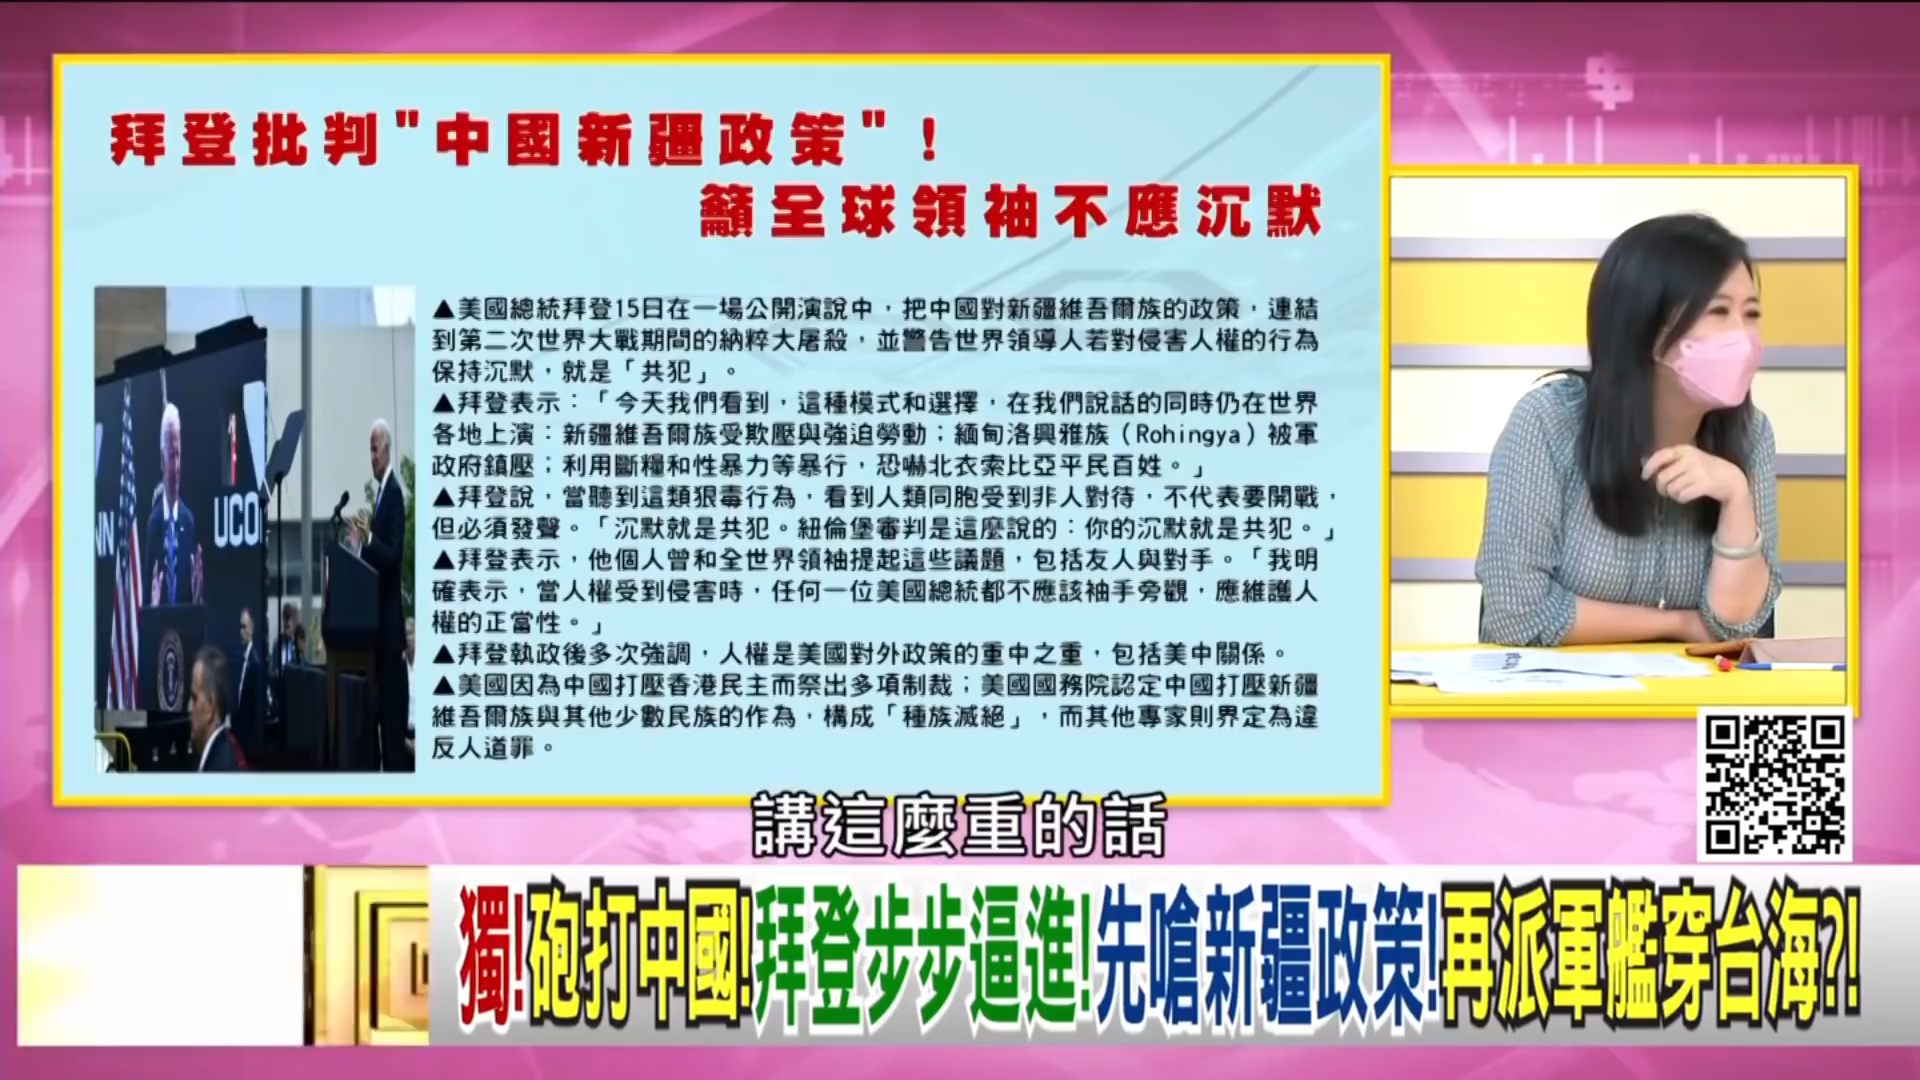 拜登批判"中國新疆政策"!
籲全球領袖不應沉默
▲美國總統拜登15日在一場公開演說中，把中國對新疆維吾爾族的政策，連結
到第二次世界大戰期間的納粹大屠殺，並警告世界領導人若對侵害人權的行為
保持沉默，就是「共犯」。
▲拜登表示：「今天我們看到，這種模式和選擇，在我們說話的同時仍在世界
各地上演：新疆維吾爾族受欺壓與強迫勞動；緬甸洛興雅族（Rohingya）被軍
政府鎮壓；利用斷糧和性暴力等暴行，恐嚇北衣索比亞平民百姓。」
▲拜登說，當聽到這類狠毒行為，看到人類同胞受到非人對待，不代表要開戰，
但必須發聲。「沉默就是共犯。紐倫堡審判是這麼說的：你的沉默就是共犯。」
▲拜登表示，他個人曾和全世界領袖提起這些議題，包括友人與對手。「我明
確表示，當人權受到侵害時，任何一位美國總統都不應該袖手旁觀，應維護人
權的正當性。」
▲拜登執政後多次強調，人權是美國對外政策的重中之重，包括美中關係。
▲美國因為中國打壓香港民主而祭出多項制裁；美國國務院認定中國打壓新疆
維吾爾族與其他少數民族的作為，構成「種族滅絕」，而其他專家則界定為違
反人道罪。
NN
UCO
講這麼重的話
獨!砲打中國!拜登步步逼進!先嗆新疆政策!再派軍艦穿台海?!